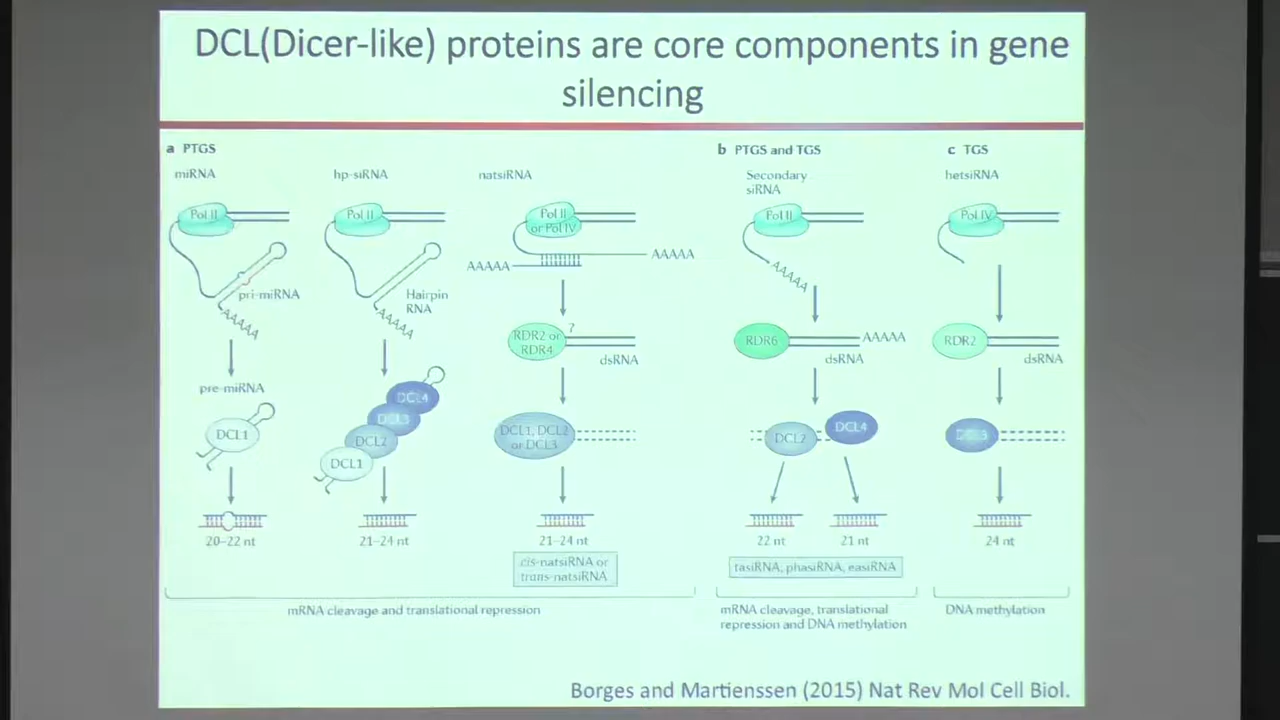 DCL(Dicer-like) proteins are core components in gene
silencing
a PTGS
miRNA
Pol II
pri-miRNA
AAAAA
pre-miRNA
DCL1
20–22 nt
hp-siRNA
Pol II
Hairpin
RNA
AAAAA
DCL4
DCL3
DCL2
DCL1
21–24 nt
natsiRNA
Pol II
or Pol IV
AAAAA
AAAAA
RDR2 or
RDR4
?
dsRNA
DCL1, DCL2
or DCL3
21–24 nt
cis-natsiRNA or
trans-natsiRNA
mRNA cleavage and translational repression
b PTGS and TGS
Secondary
siRNA
Pol II
AAAAA
RDR6
AAAAA
dsRNA
DCL2
DCL4
22 nt
21 nt
tasiRNA, phasiRNA, easiRNA
mRNA cleavage, translational
repression and DNA methylation
c TGS
hetsiRNA
Pol IV
RDR2
dsRNA
DCL3
24 nt
DNA methylation
Borges and Martienssen (2015) Nat Rev Mol Cell Biol.